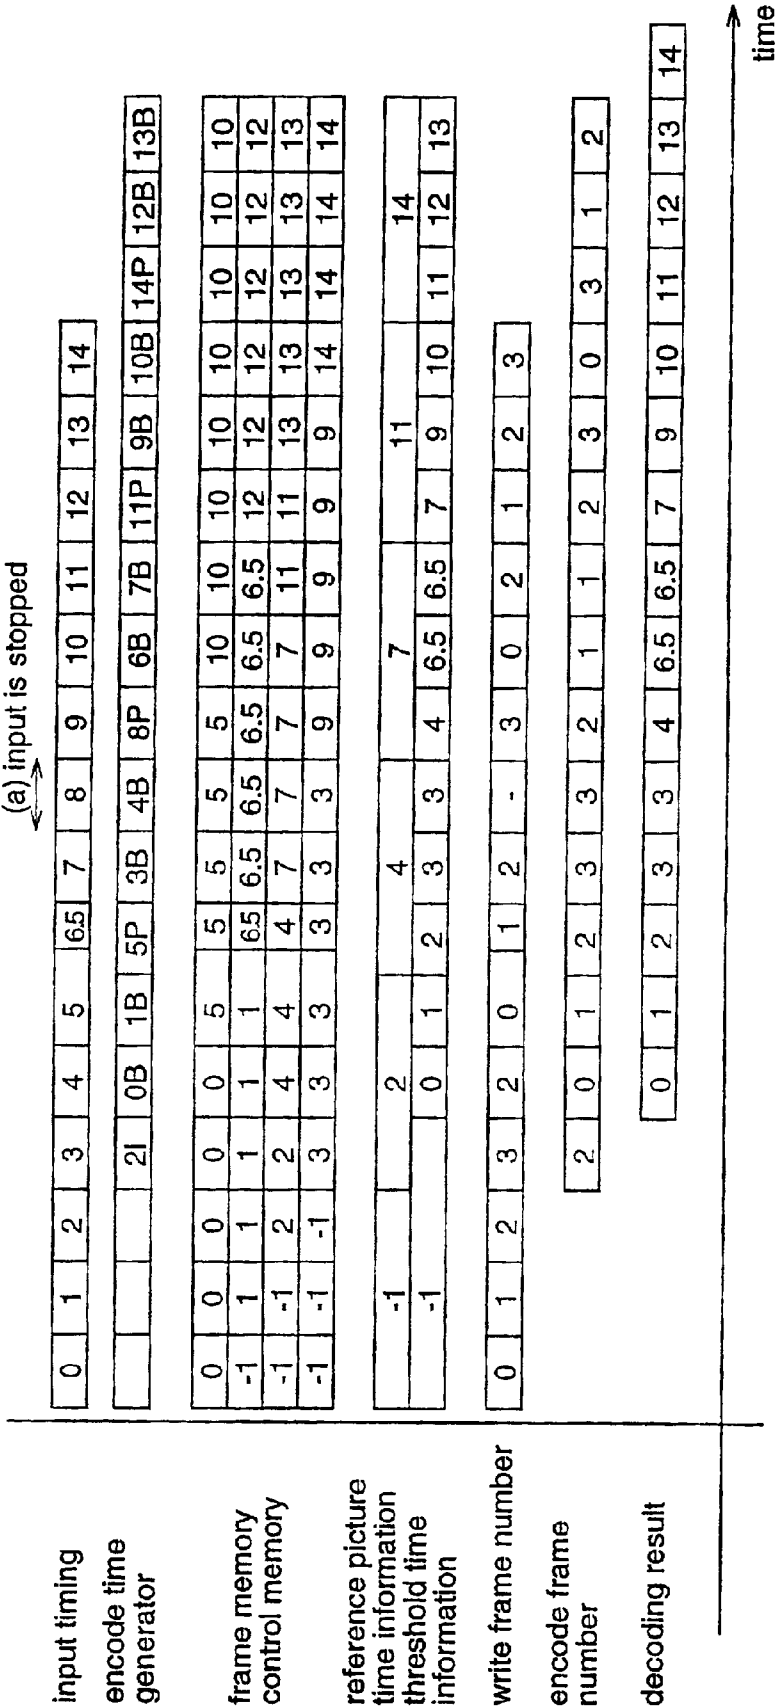 (a) input is stopped
input timing
0 1 2 3 4 5 6.5 7 8 9 10 11 12 13 14
encode time
generator
2I 0B 1B 5P 3B 4B 8P 6B 7B 11P 9B 10B 14P 12B 13B
frame memory
control memory
0 0 0 0 0 5 5 5 5 5 10 10 10 10 10 10 10 10
-1 1 1 1 1 1 6.5 6.5 6.5 6.5 6.5 6.5 12 12 12 12 12 12
-1 -1 2 2 4 4 4 7 7 7 7 11 11 13 13 13 13 13
-1 -1 -1 3 3 3 3 3 3 9 9 9 9 9 14 14 14 14
reference picture
time information
-1 2 4 7 11 14
threshold time
information
-1 0 1 2 3 3 4 6.5 6.5 7 9 10 11 12 13
write frame number
0 1 2 3 2 0 1 2 - 3 0 2 1 2 3
encode frame
number
2 0 1 2 3 3 2 1 1 2 3 0 3 1 2
decoding result
0 1 2 3 3 4 6.5 6.5 7 9 10 11 12 13 14
time